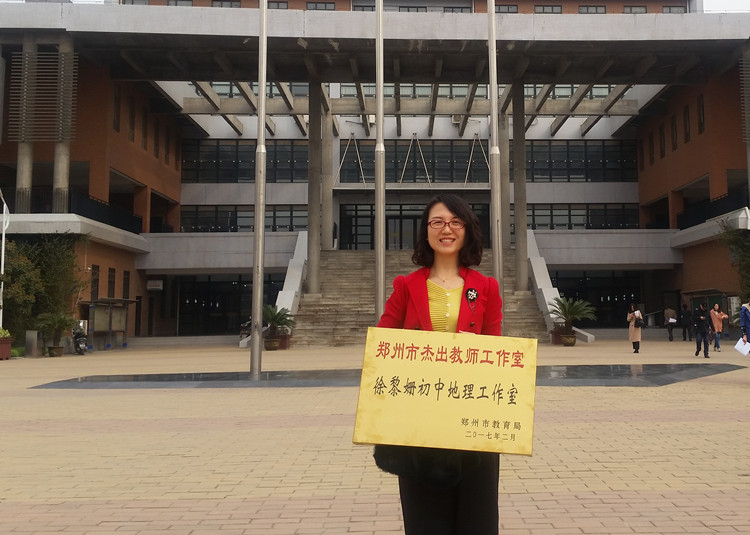 郑州市杰出教师工作室
徐黎姗初中地理工作室
郑州市教育局
二〇一七年二月